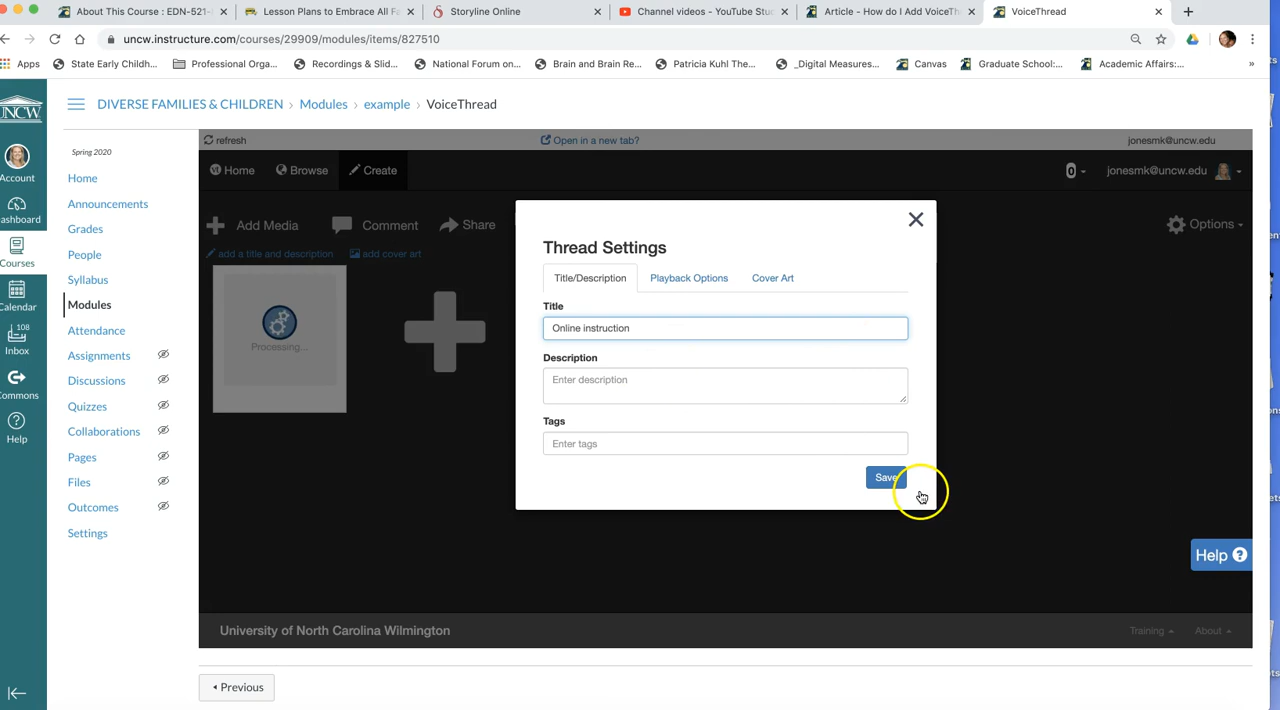 About This Course : EDN-521-
Lesson Plans to Embrace All Fa
Storyline Online
Channel videos - YouTube Stu
Article - How do I Add VoiceTh
VoiceThread
uncw.instructure.com/courses/29909/modules/items/827510
Apps
State Early Childh...
Professional Orga...
Recordings & Slid...
National Forum on...
Brain and Brain Re...
Patricia Kuhl The...
_Digital Measures...
Canvas
Graduate School:...
Academic Affairs:...
»
UNCW
DIVERSE FAMILIES & CHILDREN › Modules › example › VoiceThread
Account
ashboard
Courses
Calendar
108
Inbox
ommons
Help
Spring 2020
Home
Announcements
Grades
People
Syllabus
Modules
Attendance
Assignments
Discussions
Quizzes
Collaborations
Pages
Files
Outcomes
Settings
refresh
Open in a new tab?
jonesmk@uncw.edu
Home
Browse
Create
0
jonesmk@uncw.edu
Add Media
Comment
Share
Options
add a title and description
add cover art
Processing...
Thread Settings
Title/Description
Playback Options
Cover Art
Title
Online instruction
Description
Enter description
Tags
Enter tags
Save
Help
University of North Carolina Wilmington
Training
About
Previous